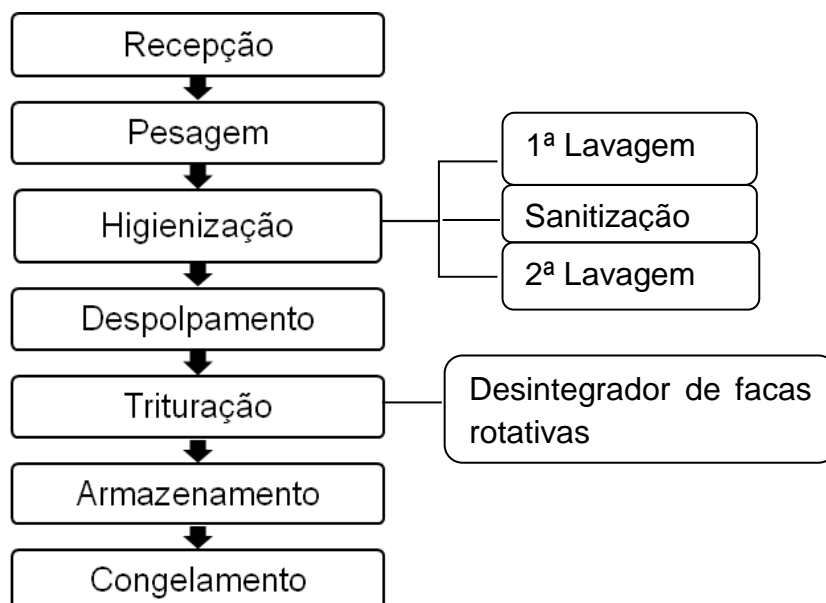 Recepção
Pesagem
Higienização
1ª Lavagem
Sanitização
2ª Lavagem
Despolpamento
Trituração
Desintegrador de facas
rotativas
Armazenamento
Congelamento